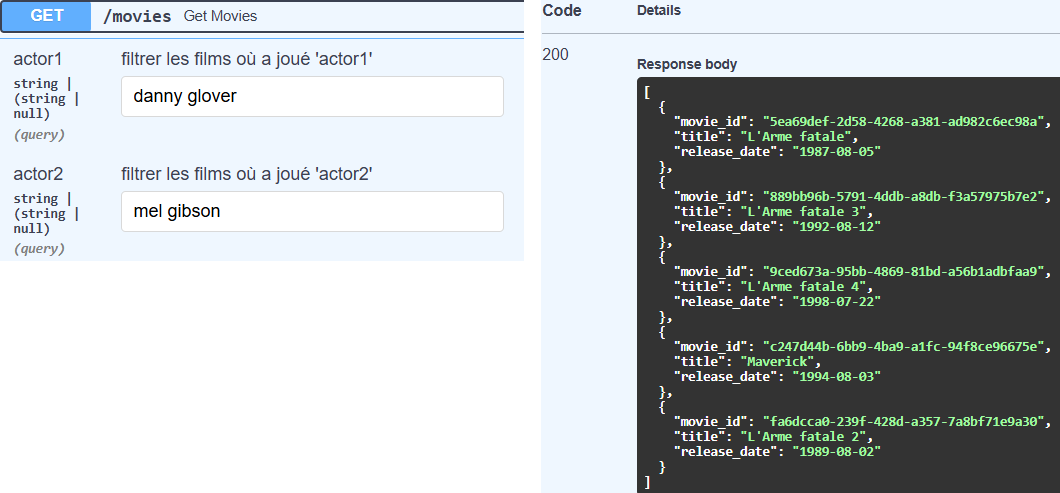 GET /movies Get Movies
actor1 filtrer les films où a joué 'actor1'
string |
(string |
null)
(query)
danny glover
actor2 filtrer les films où a joué 'actor2'
string |
(string |
null)
(query)
mel gibson
Code Details
200
Response body
[
  {
    "movie_id": "5ea69def-2d58-4268-a381-ad982c6ec98a",
    "title": "L'Arme fatale",
    "release_date": "1987-08-05"
  },
  {
    "movie_id": "889bb96b-5791-4ddb-a8db-f3a57975b7e2",
    "title": "L'Arme fatale 3",
    "release_date": "1992-08-12"
  },
  {
    "movie_id": "9ced673a-95bb-4869-81bd-a56b1adbfaa9",
    "title": "L'Arme fatale 4",
    "release_date": "1998-07-22"
  },
  {
    "movie_id": "c247d44b-6bb9-4ba9-a1fc-94f8ce96675e",
    "title": "Maverick",
    "release_date": "1994-08-03"
  },
  {
    "movie_id": "fa6dcca0-239f-428d-a357-7a8bf71e9a30",
    "title": "L'Arme fatale 2",
    "release_date": "1989-08-02"
  }
]